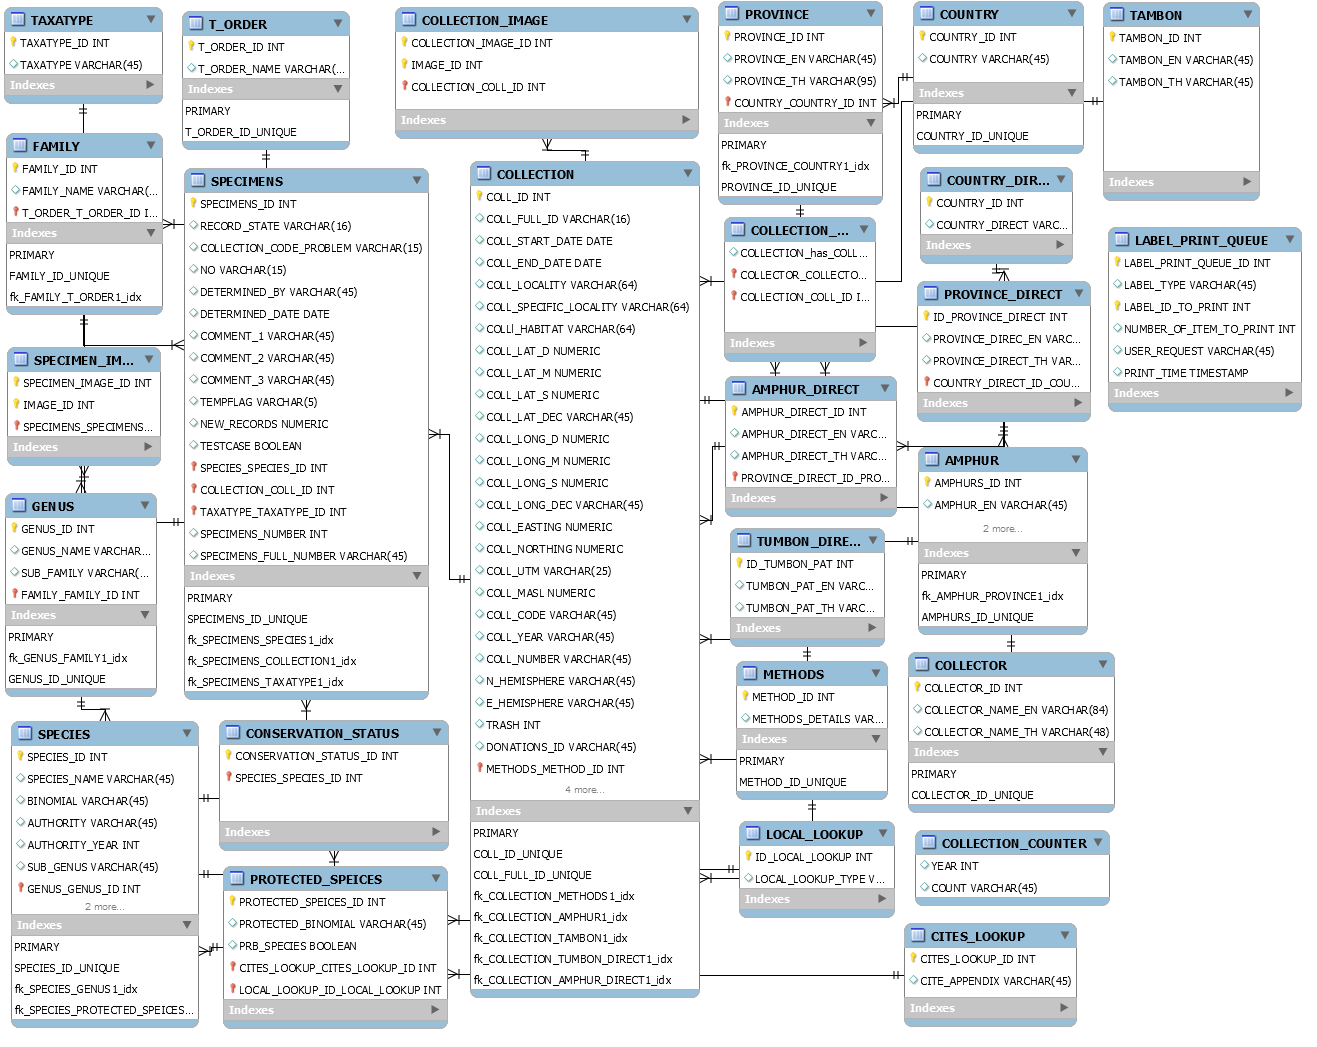 TAXATYPE
TAXATYPE_ID INT
TAXATYPE VARCHAR(45)
Indexes
T_ORDER
T_ORDER_ID INT
T_ORDER_NAME VARCHAR(...
Indexes
PRIMARY
T_ORDER_ID_UNIQUE
COLLECTION_IMAGE
COLLECTION_IMAGE_ID INT
IMAGE_ID INT
COLLECTION_COLL_ID INT
Indexes
PROVINCE
PROVINCE_ID INT
PROVINCE_EN VARCHAR(45)
PROVINCE_TH VARCHAR(95)
COUNTRY_COUNTRY_ID INT
Indexes
PRIMARY
fk_PROVINCE_COUNTRY1_idx
PROVINCE_ID_UNIQUE
COUNTRY
COUNTRY_ID INT
COUNTRY VARCHAR(45)
Indexes
PRIMARY
COUNTRY_ID_UNIQUE
TAMBON
TAMBON_ID INT
TAMBON_EN VARCHAR(45)
TAMBON_TH VARCHAR(45)
Indexes
FAMILY
FAMILY_ID INT
FAMILY_NAME VARCHAR(...
T_ORDER_T_ORDER_ID I...
Indexes
PRIMARY
FAMILY_ID_UNIQUE
fk_FAMILY_T_ORDER1_idx
SPECIMENS
SPECIMENS_ID INT
RECORD_STATE VARCHAR(16)
COLLECTION_CODE_PROBLEM VARCHAR(15)
NO VARCHAR(15)
DETERMINED_BY VARCHAR(45)
DETERMINED_DATE DATE
COMMENT_1 VARCHAR(45)
COMMENT_2 VARCHAR(45)
COMMENT_3 VARCHAR(45)
TEMPFLAG VARCHAR(5)
NEW_RECORDS NUMERIC
TESTCASE BOOLEAN
SPECIES_SPECIES_ID INT
COLLECTION_COLL_ID INT
TAXATYPE_TAXATYPE_ID INT
SPECIMENS_NUMBER INT
SPECIMENS_FULL_NUMBER VARCHAR(45)
Indexes
PRIMARY
SPECIMENS_ID_UNIQUE
fk_SPECIMENS_SPECIES1_idx
fk_SPECIMENS_COLLECTION1_idx
fk_SPECIMENS_TAXATYPE1_idx
COLLECTION
COLL_ID INT
COLL_FULL_ID VARCHAR(16)
COLL_START_DATE DATE
COLL_END_DATE DATE
COLL_LOCALITY VARCHAR(64)
COLL_SPECIFIC_LOCALITY VARCHAR(64)
COLLl_HABITAT VARCHAR(64)
COLL_LAT_D NUMERIC
COLL_LAT_M NUMERIC
COLL_LAT_S NUMERIC
COLL_LAT_DEC VARCHAR(45)
COLL_LONG_D NUMERIC
COLL_LONG_M NUMERIC
COLL_LONG_S NUMERIC
COLL_LONG_DEC VARCHAR(45)
COLL_EASTING NUMERIC
COLL_NORTHING NUMERIC
COLL_UTM VARCHAR(25)
COLL_MASL NUMERIC
COLL_CODE VARCHAR(45)
COLL_YEAR VARCHAR(45)
COLL_NUMBER VARCHAR(45)
N_HEMISPHERE VARCHAR(45)
E_HEMISPHERE VARCHAR(45)
TRASH INT
DONATIONS_ID VARCHAR(45)
METHODS_METHOD_ID INT
4 more...
Indexes
PRIMARY
COLL_ID_UNIQUE
COLL_FULL_ID_UNIQUE
fk_COLLECTION_METHODS1_idx
fk_COLLECTION_AMPHUR1_idx
fk_COLLECTION_TAMBON1_idx
fk_COLLECTION_TUMBON_DIRECT1_idx
fk_COLLECTION_AMPHUR_DIRECT1_idx
COLLECTION_...
COLLECTION_has_COLL...
COLLECTOR_COLLECTO...
COLLECTION_COLL_ID I...
Indexes
COUNTRY_DIR...
COUNTRY_ID INT
COUNTRY_DIRECT VARC...
Indexes
LABEL_PRINT_QUEUE
LABEL_PRINT_QUEUE_ID INT
LABEL_TYPE VARCHAR(45)
LABEL_ID_TO_PRINT INT
NUMBER_OF_ITEM_TO_PRINT INT
USER_REQUEST VARCHAR(45)
PRINT_TIME TIMESTAMP
Indexes
PROVINCE_DIRECT
ID_PROVINCE_DIRECT INT
PROVINCE_DIREC_EN VARC...
PROVINCE_DIRECT_TH VAR...
COUNTRY_DIRECT_ID_COU...
Indexes
SPECIMEN_IM...
SPECIMEN_IMAGE_ID INT
IMAGE_ID INT
SPECIMENS_SPECIMENS...
Indexes
AMPHUR_DIRECT
AMPHUR_DIRECT_ID INT
AMPHUR_DIRECT_EN VARC...
AMPHUR_DIRECT_TH VARC...
PROVINCE_DIRECT_ID_PRO...
Indexes
AMPHUR
AMPHURS_ID INT
AMPHUR_EN VARCHAR(45)
2 more...
Indexes
PRIMARY
fk_AMPHUR_PROVINCE1_idx
AMPHURS_ID_UNIQUE
GENUS
GENUS_ID INT
GENUS_NAME VARCHAR...
SUB_FAMILY VARCHAR(...
FAMILY_FAMILY_ID INT
Indexes
PRIMARY
fk_GENUS_FAMILY1_idx
GENUS_ID_UNIQUE
TUMBON_DIRE...
ID_TUMBON_PAT INT
TUMBON_PAT_EN VARC...
TUMBON_PAT_TH VARC...
Indexes
METHODS
METHOD_ID INT
METHODS_DETAILS VAR...
Indexes
PRIMARY
METHOD_ID_UNIQUE
COLLECTOR
COLLECTOR_ID INT
COLLECTOR_NAME_EN VARCHAR(84)
COLLECTOR_NAME_TH VARCHAR(48)
Indexes
PRIMARY
COLLECTOR_ID_UNIQUE
SPECIES
SPECIES_ID INT
SPECIES_NAME VARCHAR(45)
BINOMIAL VARCHAR(45)
AUTHORITY VARCHAR(45)
AUTHORITY_YEAR INT
SUB_GENUS VARCHAR(45)
GENUS_GENUS_ID INT
2 more...
Indexes
PRIMARY
SPECIES_ID_UNIQUE
fk_SPECIES_GENUS1_idx
fk_SPECIES_PROTECTED_SPEICES...
CONSERVATION_STATUS
CONSERVATION_STATUS_ID INT
SPECIES_SPECIES_ID INT
Indexes
PROTECTED_SPEICES
PROTECTED_SPEICES_ID INT
PROTECTED_BINOMIAL VARCHAR(45)
PRB_SPECIES BOOLEAN
CITES_LOOKUP_CITES_LOOKUP_ID INT
LOCAL_LOOKUP_ID_LOCAL_LOOKUP INT
Indexes
LOCAL_LOOKUP
ID_LOCAL_LOOKUP INT
LOCAL_LOOKUP_TYPE V...
Indexes
COLLECTION_COUNTER
YEAR INT
COUNT VARCHAR(45)
CITES_LOOKUP
CITES_LOOKUP_ID INT
CITE_APPENDIX VARCHAR(45)
Indexes